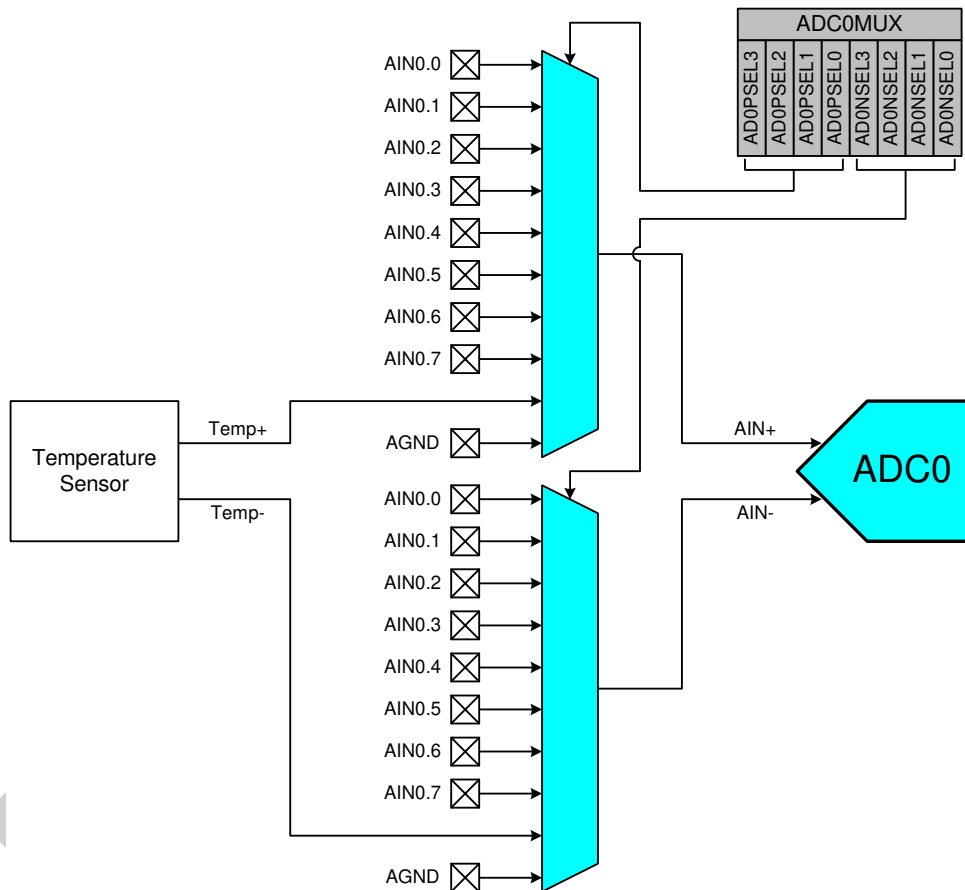 ADC0MUX
AD0PSEL3
AD0PSEL2
AD0PSEL1
AD0PSEL0
AD0NSEL3
AD0NSEL2
AD0NSEL1
AD0NSEL0
AIN0.0
AIN0.1
AIN0.2
AIN0.3
AIN0.4
AIN0.5
AIN0.6
AIN0.7
Temperature
Sensor
Temp+
Temp-
AGND
AIN+
AIN-
ADC0
AIN0.0
AIN0.1
AIN0.2
AIN0.3
AIN0.4
AIN0.5
AIN0.6
AIN0.7
AGND